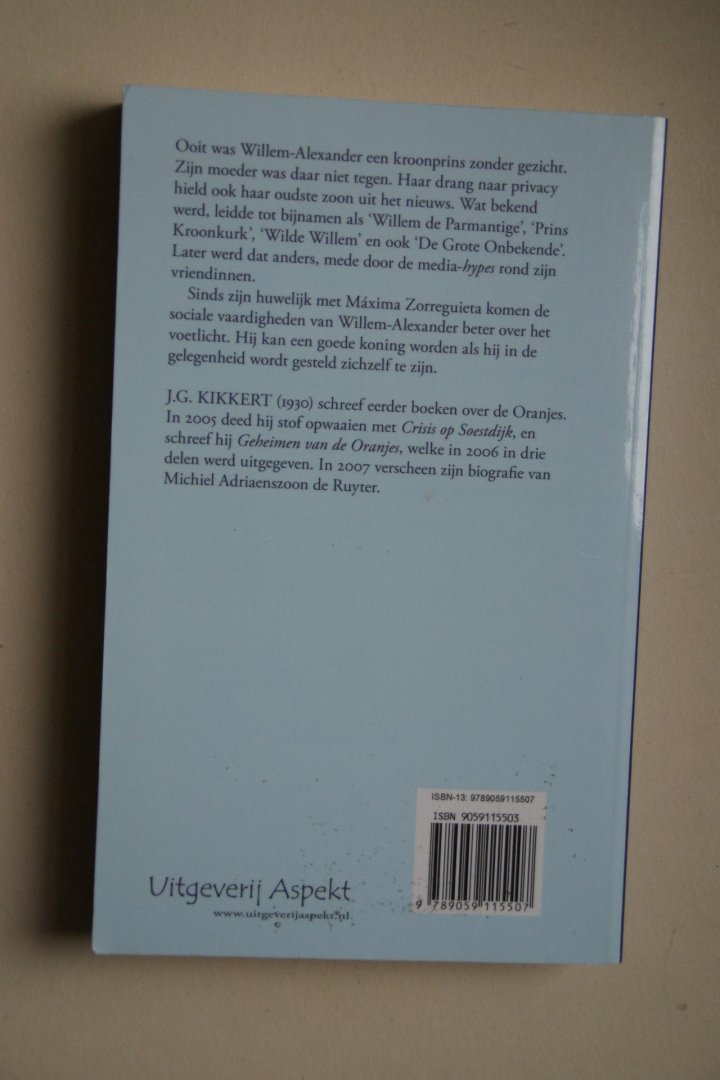 Ooit was Willem-Alexander een kroonprins zonder gezicht.
Zijn moeder was daar niet tegen. Haar drang naar privacy
hield ook haar oudste zoon uit het nieuws. Wat bekend
werd, leidde tot bijnamen als ‘Willem de Parmantige’, ‘Prins
Kroonkurk’, ‘Wilde Willem’ en ook ‘De Grote Onbekende’.
Later werd dat anders, mede door de media-hypes rond zijn
vriendinnen.
Sinds zijn huwelijk met Máxima Zorreguieta komen de
sociale vaardigheden van Willem-Alexander beter over het
voetlicht. Hij kan een goede koning worden als hij in de
gelegenheid wordt gesteld zichzelf te zijn.
J.G. KIKKERT (1930) schreef eerder boeken over de Oranjes.
In 2005 deed hij stof opwaaien met Crisis op Soestdijk, en
schreef hij Geheimen van de Oranjes, welke in 2006 in drie
delen werd uitgegeven. In 2007 verscheen zijn biografie van
Michiel Adriaenszoon de Ruyter.
ISBN-13: 9789059115507
ISBN 9059115503
9 789059 115507
Uitgeverij Aspekt
www.uitgeverijaspekt.nl